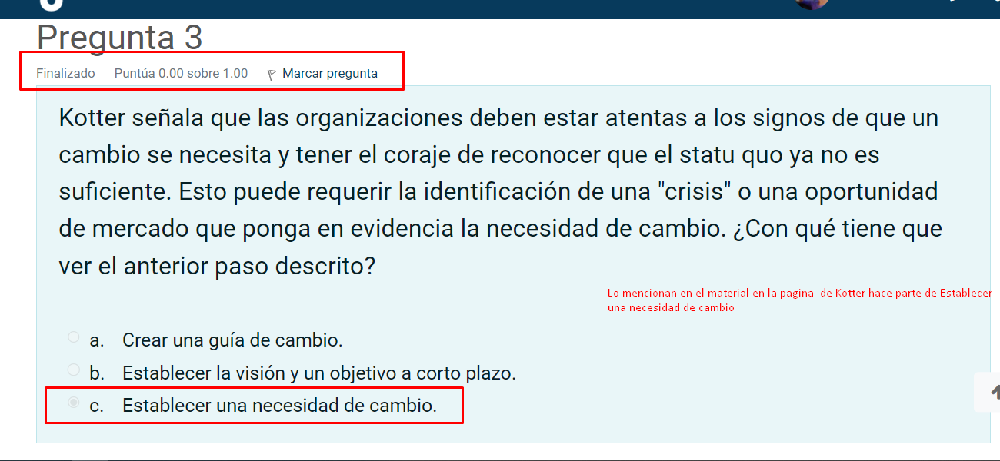 Pregunta 3
Finalizado Puntúa 0.00 sobre 1.00 Marcar pregunta
Kotter señala que las organizaciones deben estar atentas a los signos de que un
cambio se necesita y tener el coraje de reconocer que el statu quo ya no es
suficiente. Esto puede requerir la identificación de una "crisis" o una oportunidad
de mercado que ponga en evidencia la necesidad de cambio. ¿Con qué tiene que
ver el anterior paso descrito?
Lo mencionan en el material en la pagina de Kotter hace parte de Establecer
una necesidad de cambio
a. Crear una guía de cambio.
b. Establecer la visión y un objetivo a corto plazo.
c. Establecer una necesidad de cambio.